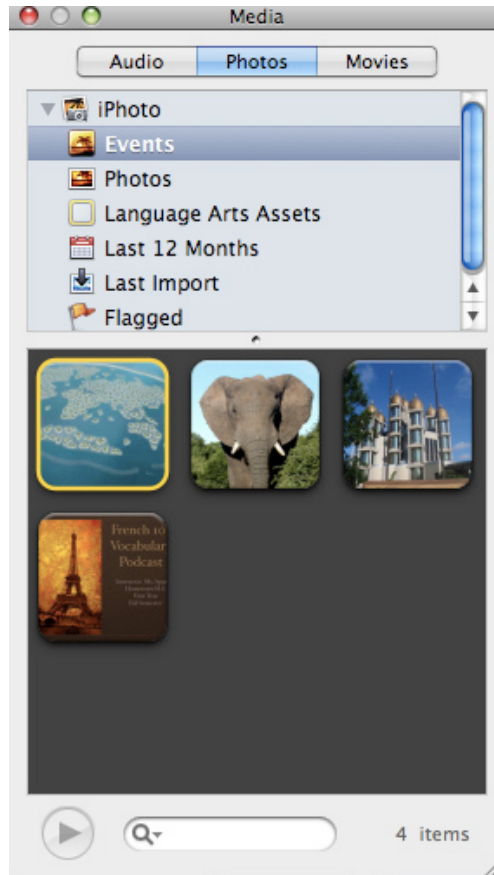 Media
Audio Photos Movies
iPhoto
Events
Photos
Language Arts Assets
Last 12 Months
Last Import
Flagged
French 10
Vocabular
Podcast
4 items